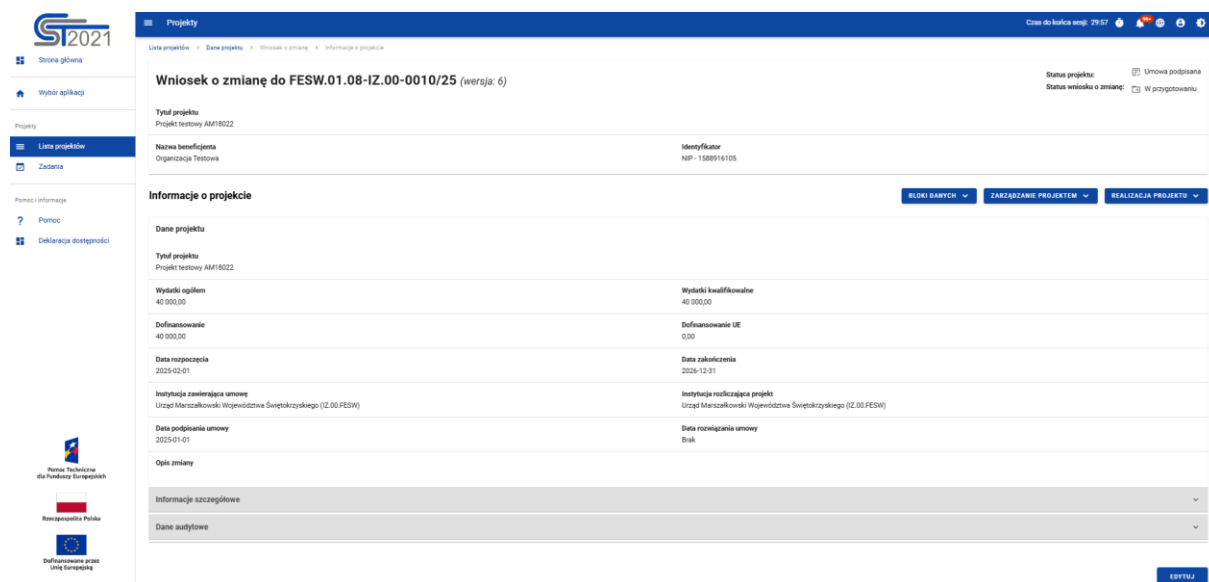 CST2021
Projekty
Czas do końca sesji: 29:57
99+
Strona główna
Wybór aplikacji
Projekty
Lista projektów
Zadania
Pomoc i informacje
Pomoc
Deklaracja dostępności
Pomoc Techniczna
dla Funduszy Europejskich
Rzeczpospolita Polska
Dofinansowane przez
Unię Europejską
Lista projektów > Dane projektu > Wniosek o zmianę > Informacje o projekcie
Wniosek o zmianę do FESW.01.08-IZ.00-0010/25 (wersja: 6)
Status projektu: Umowa podpisana
Status wniosku o zmianę: W przygotowaniu
Tytuł projektu
Projekt testowy AM18022
Nazwa beneficjenta Identyfikator
Organizacja Testowa NIP - 1588916105
Informacje o projekcie
BLOKI DANYCH ZARZĄDZANIE PROJEKTEM REALIZACJA PROJEKTU
Dane projektu
Tytuł projektu
Projekt testowy AM18022
Wydatki ogółem Wydatki kwalifikowalne
40 000,00 40 000,00
Dofinansowanie Dofinansowanie UE
40 000,00 0,00
Data rozpoczęcia Data zakończenia
2025-02-01 2026-12-31
Instytucja zawierająca umowę Instytucja rozliczająca projekt
Urząd Marszałkowski Województwa Świętokrzyskiego (IZ.00.FESW) Urząd Marszałkowski Województwa Świętokrzyskiego (IZ.00.FESW)
Data podpisania umowy Data rozwiązania umowy
2025-01-01 Brak
Opis zmiany
Informacje szczegółowe
Dane audytowe
EDYTUJ